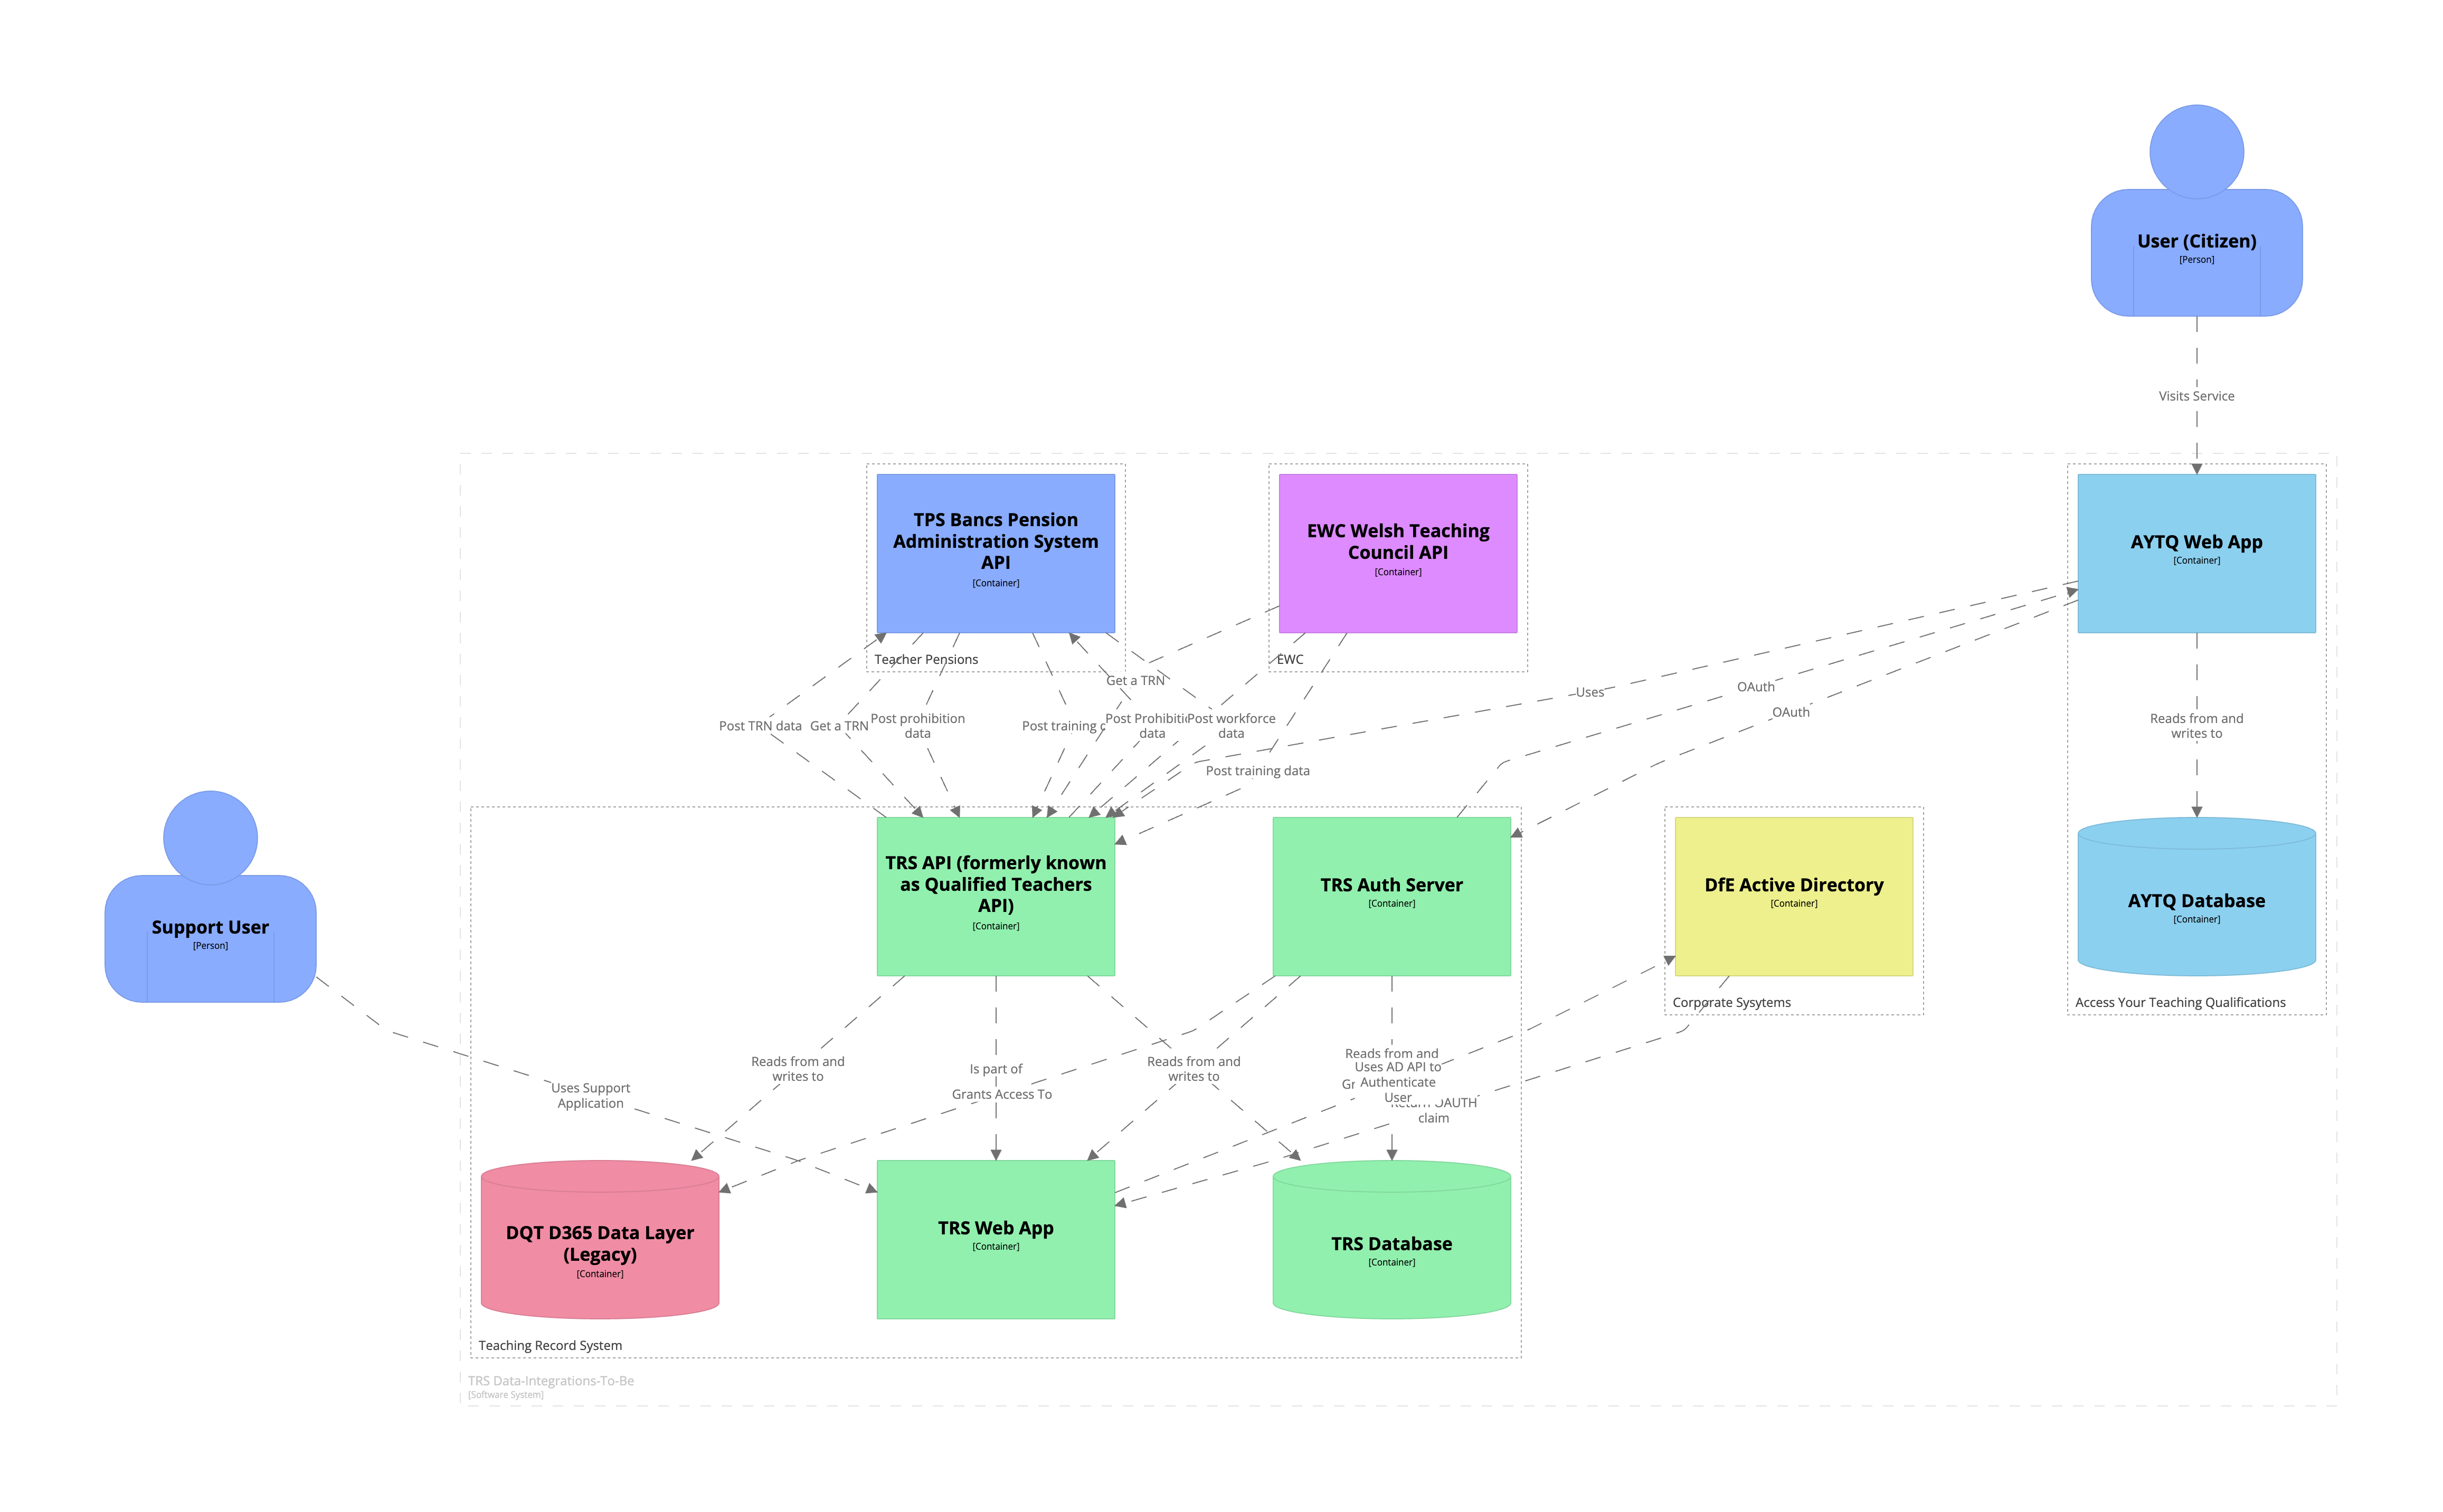 User (Citizen)
[Person]
Visits Service
TPS Bancs Pension
Administration System
API
[Container]
Teacher Pensions
EWC Welsh Teaching
Council API
[Container]
EWC
AYTQ Web App
[Container]
Get a TRN
Uses
OAuth
OAuth
Post TRN data
Get a TRN
Post prohibition
data
Post training
data
Post workforce
data
Post training data
Reads from and
writes to
Support User
[Person]
TRS API (formerly known
as Qualified Teachers
API)
[Container]
TRS Auth Server
[Container]
DfE Active Directory
[Container]
Corporate Sysytems
AYTQ Database
[Container]
Access Your Teaching Qualifications
Uses Support
Application
Reads from and
writes to
Is part of
Grants Access To
Reads from and
writes to
Reads from and
Uses AD API to
Authenticate
User
OAUTH
claim
DQT D365 Data Layer
(Legacy)
[Container]
TRS Web App
[Container]
TRS Database
[Container]
Teaching Record System
TRS Data-Integrations-To-Be
[Software System]